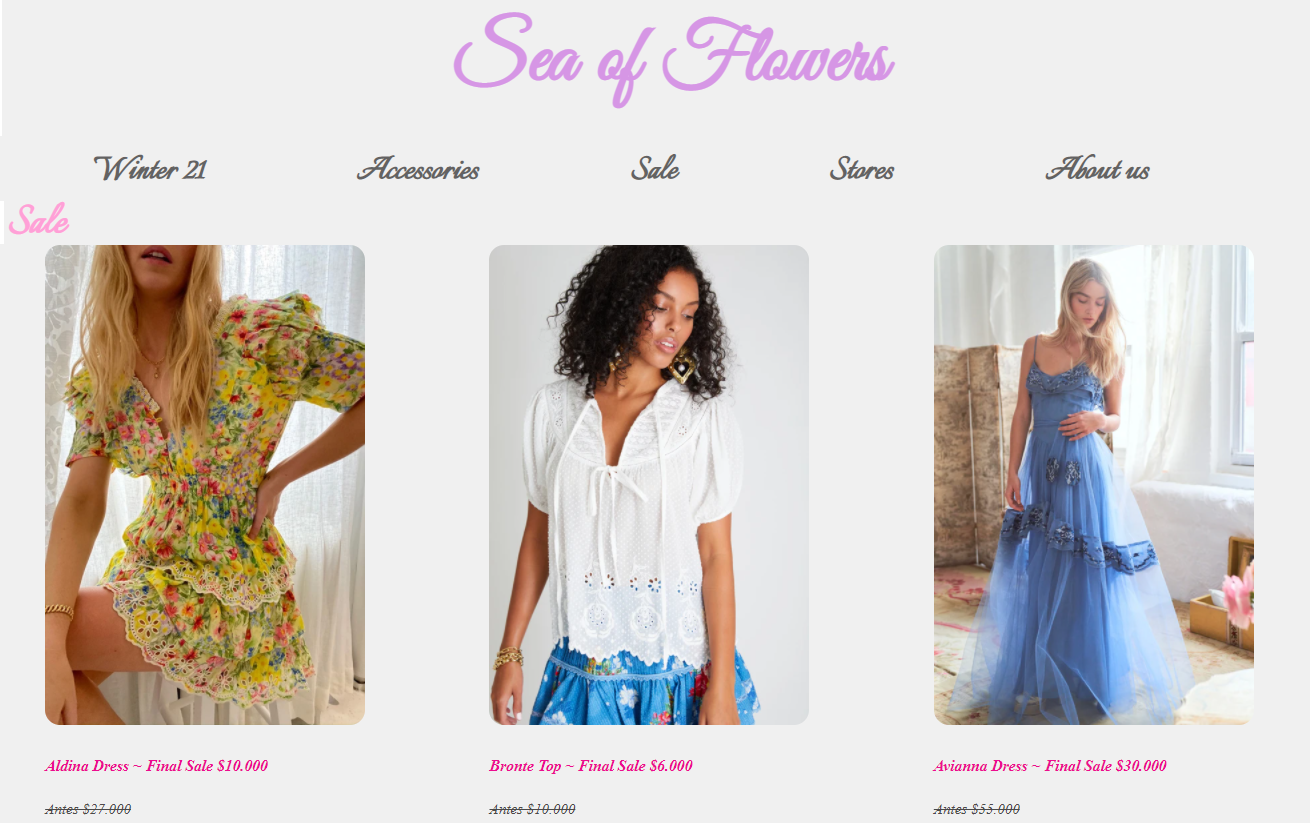 Sea of Flowers
Winter 21 Accessories Sale Stores About us
Sale
Aldina Dress ~ Final Sale $10.000 Bronte Top ~ Final Sale $6.000 Avianna Dress ~ Final Sale $30.000
Antes $27.000 Antes $10.000 Antes $55.000